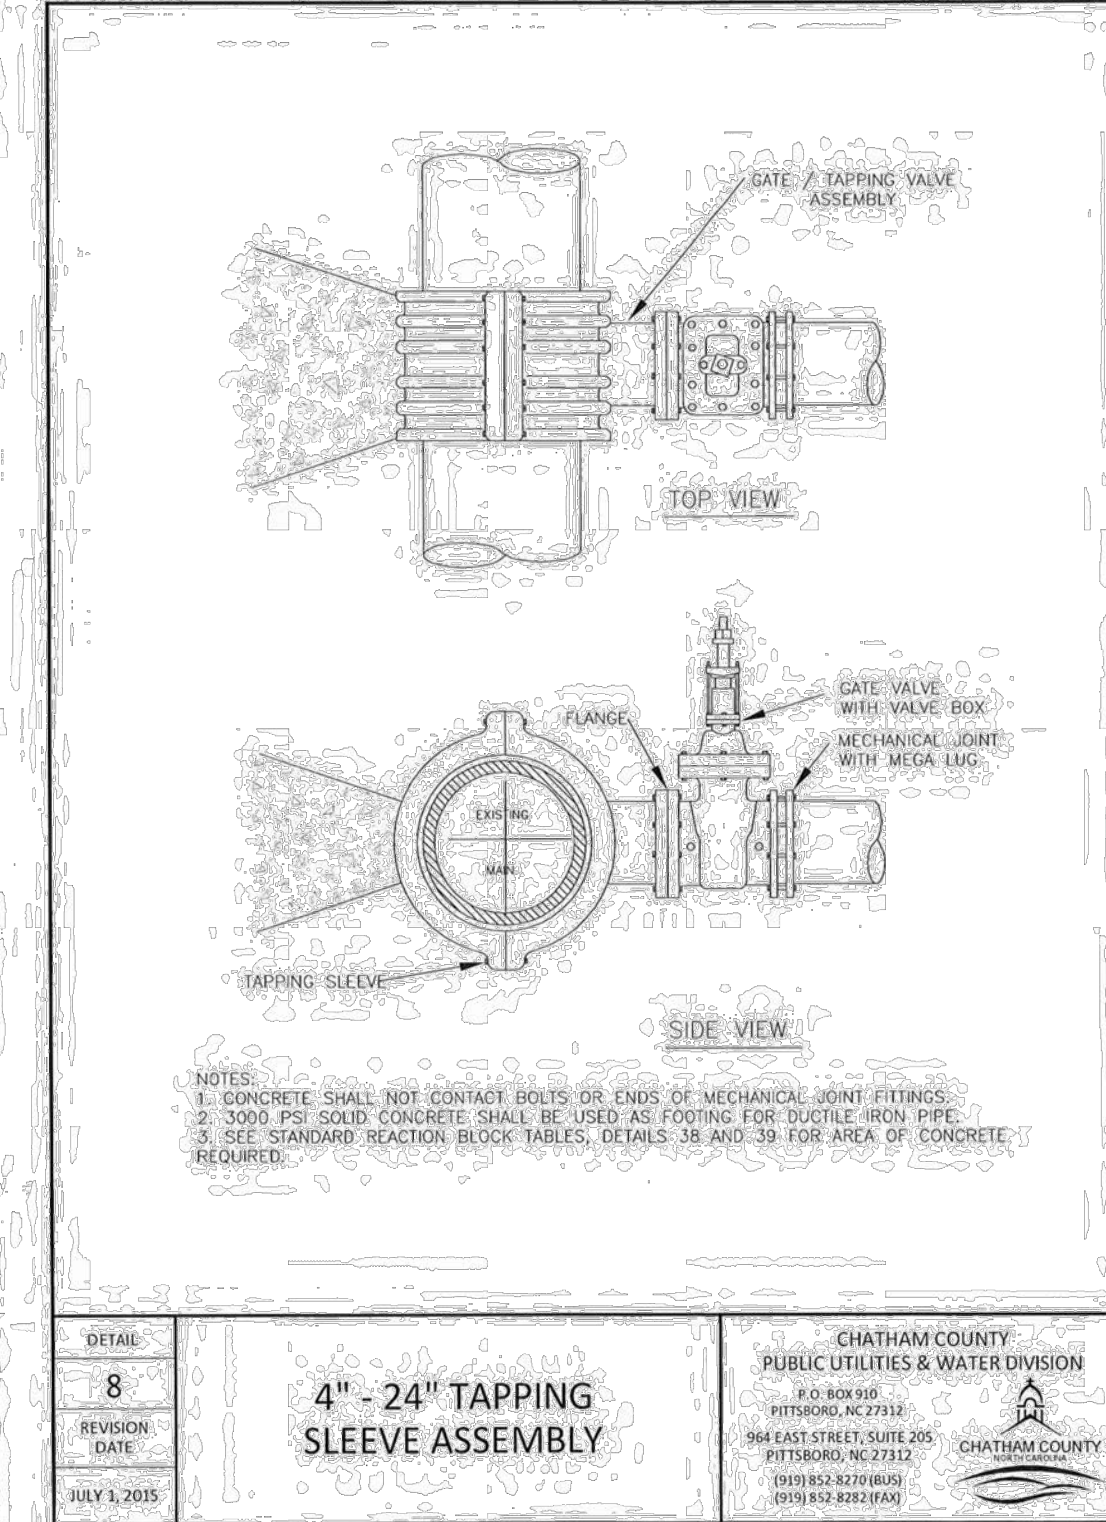 GATE / TAPPING VALVE
ASSEMBLY
TOP VIEW
GATE VALVE
WITH VALVE BOX
FLANGE
MECHANICAL JOINT
WITH MEGA LUG
EXISTING
MAIN
TAPPING SLEEVE
SIDE VIEW
NOTES:
1. CONCRETE SHALL NOT CONTACT BOLTS OR ENDS OF MECHANICAL JOINT FITTINGS.
2. 3000 PSI SOLID CONCRETE SHALL BE USED AS FOOTING FOR DUCTILE IRON PIPE.
3. SEE STANDARD REACTION BLOCK TABLES, DETAILS 38 AND 39 FOR AREA OF CONCRETE
REQUIRED.
DETAIL
8
REVISION
DATE
JULY 1, 2015
4" - 24" TAPPING
SLEEVE ASSEMBLY
CHATHAM COUNTY
PUBLIC UTILITIES & WATER DIVISION
P.O. BOX 910
PITTSBORO, NC 27312
964 EAST STREET, SUITE 205
PITTSBORO, NC 27312
(919) 852-8270 (BUS)
(919) 852-8282 (FAX)
CHATHAM COUNTY
NORTH CAROLINA